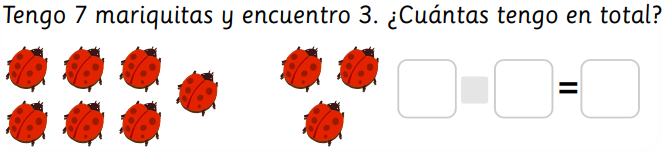 Tengo 7 mariquitas y encuentro 3. ¿Cuántas tengo en total?
=